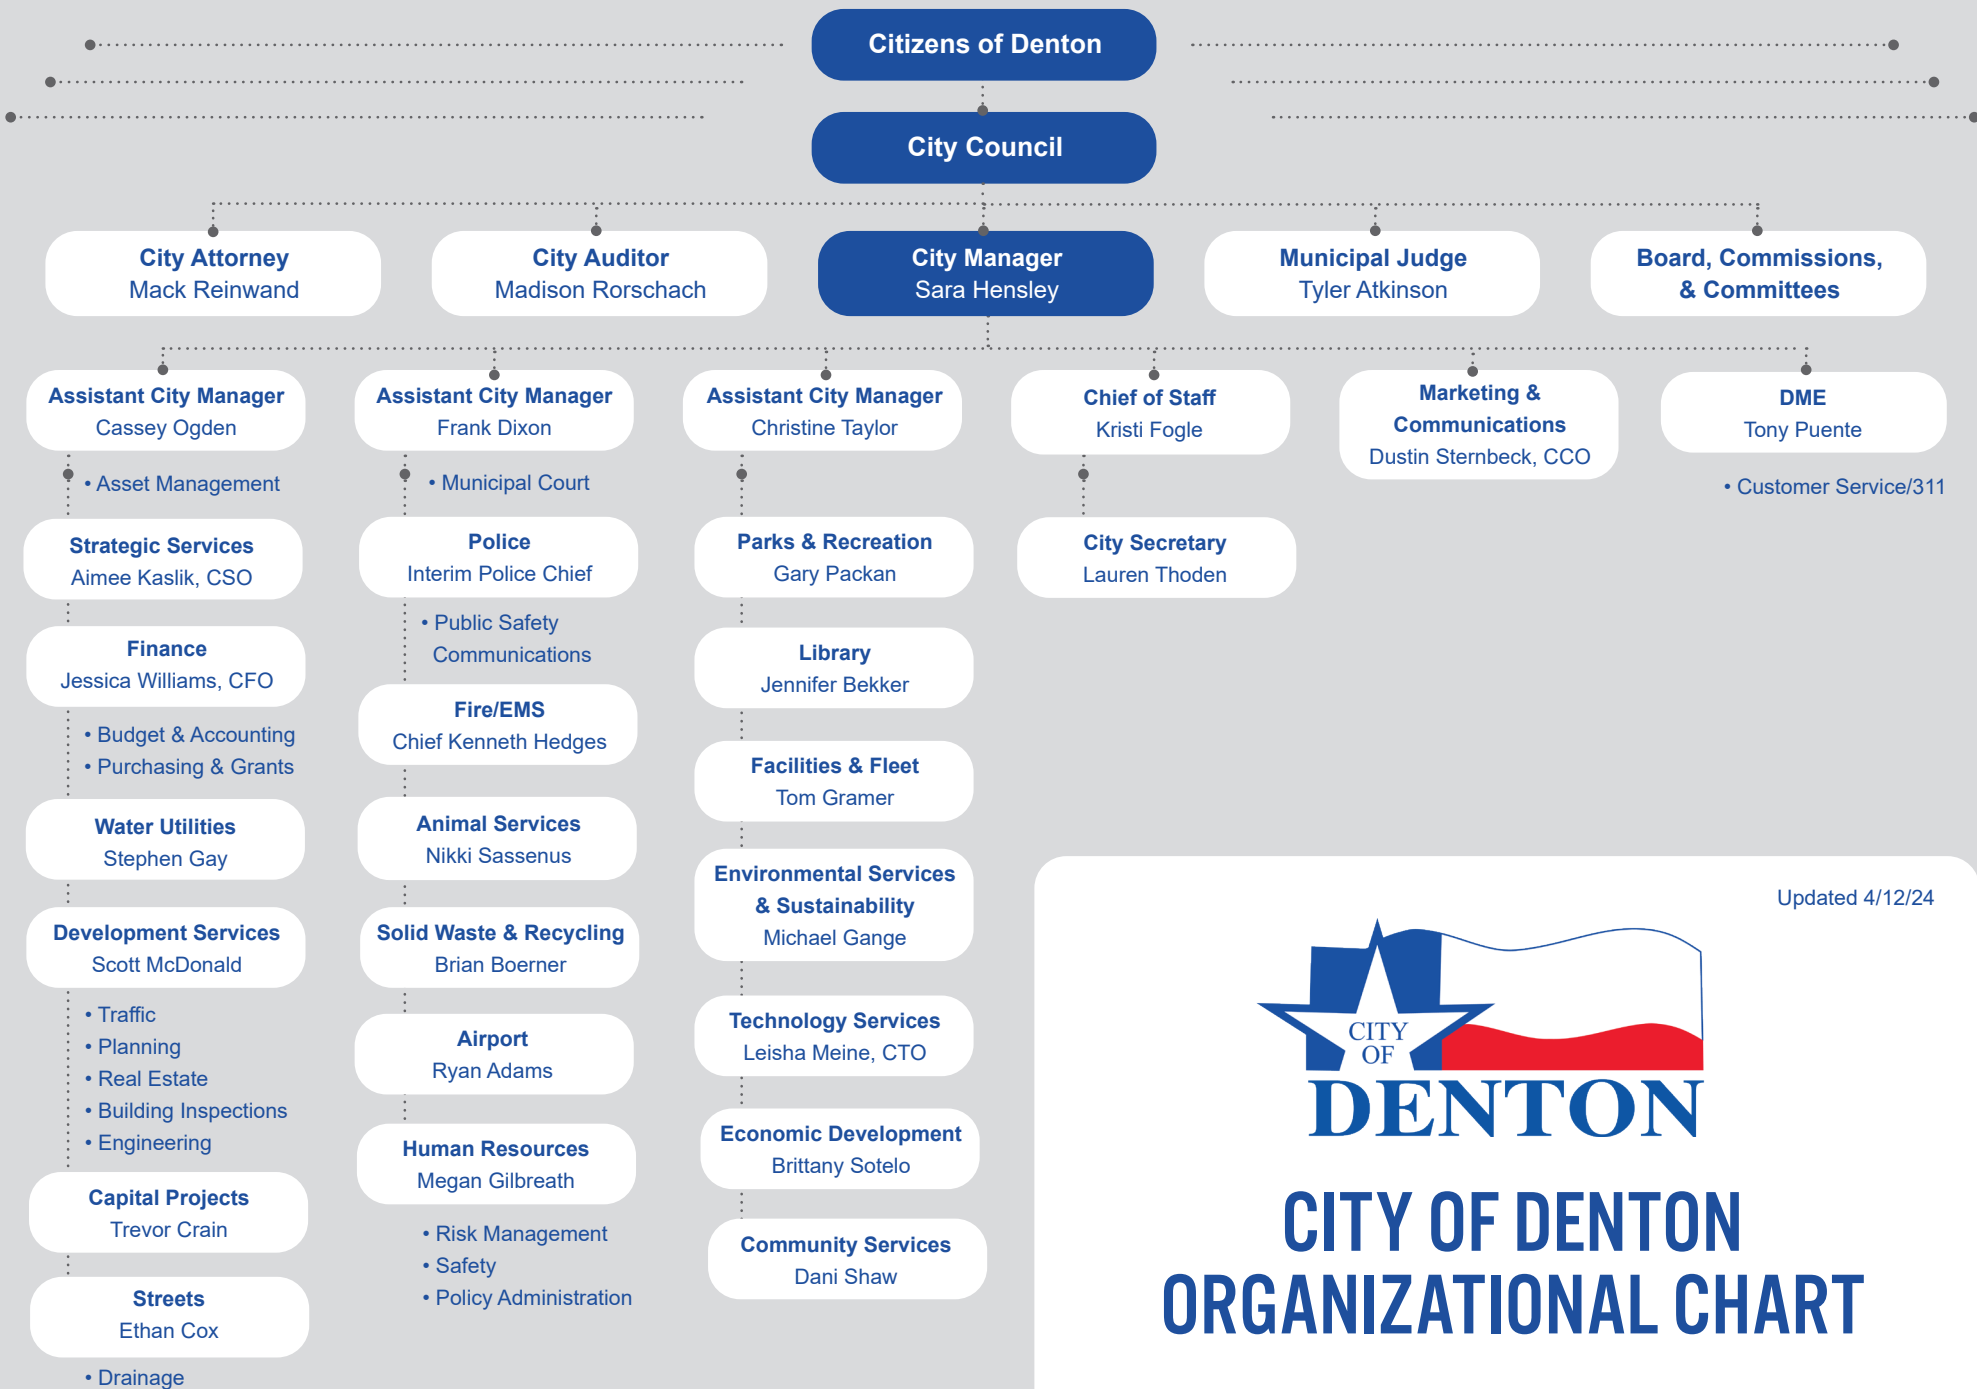 Citizens of Denton
City Council
City Attorney
Mack Reinwand
City Auditor
Madison Rorschach
City Manager
Sara Hensley
Municipal Judge
Tyler Atkinson
Board, Commissions,
& Committees
Assistant City Manager
Cassey Ogden
• Asset Management
Strategic Services
Aimee Kaslik, CSO
Finance
Jessica Williams, CFO
• Budget & Accounting
• Purchasing & Grants
Water Utilities
Stephen Gay
Development Services
Scott McDonald
• Traffic
• Planning
• Real Estate
• Building Inspections
• Engineering
Capital Projects
Trevor Crain
Streets
Ethan Cox
• Drainage
Assistant City Manager
Frank Dixon
• Municipal Court
Police
Interim Police Chief
• Public Safety
Communications
Fire/EMS
Chief Kenneth Hedges
Animal Services
Nikki Sassenus
Solid Waste & Recycling
Brian Boerner
Airport
Ryan Adams
Human Resources
Megan Gilbreath
• Risk Management
• Safety
• Policy Administration
Assistant City Manager
Christine Taylor
Parks & Recreation
Gary Packan
Library
Jennifer Bekker
Facilities & Fleet
Tom Gramer
Environmental Services
& Sustainability
Michael Gange
Technology Services
Leisha Meine, CTO
Economic Development
Brittany Sotelo
Community Services
Dani Shaw
Chief of Staff
Kristi Fogle
City Secretary
Lauren Thoden
Marketing &
Communications
Dustin Sternbeck, CCO
DME
Tony Puente
• Customer Service/311
Updated 4/12/24
CITY
OF
DENTON
CITY OF DENTON
ORGANIZATIONAL CHART